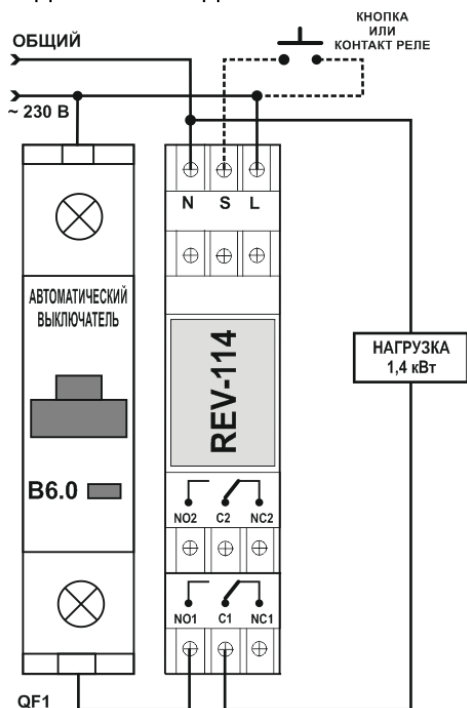 КНОПКА
ИЛИ
КОНТАКТ РЕЛЕ
ОБЩИЙ
~ 230 В
N S L
АВТОМАТИЧЕСКИЙ
ВЫКЛЮЧАТЕЛЬ
REV-114
НАГРУЗКА
1,4 кВт
B6.0
NO2 C2 NC2
NO1 C1 NC1
QF1